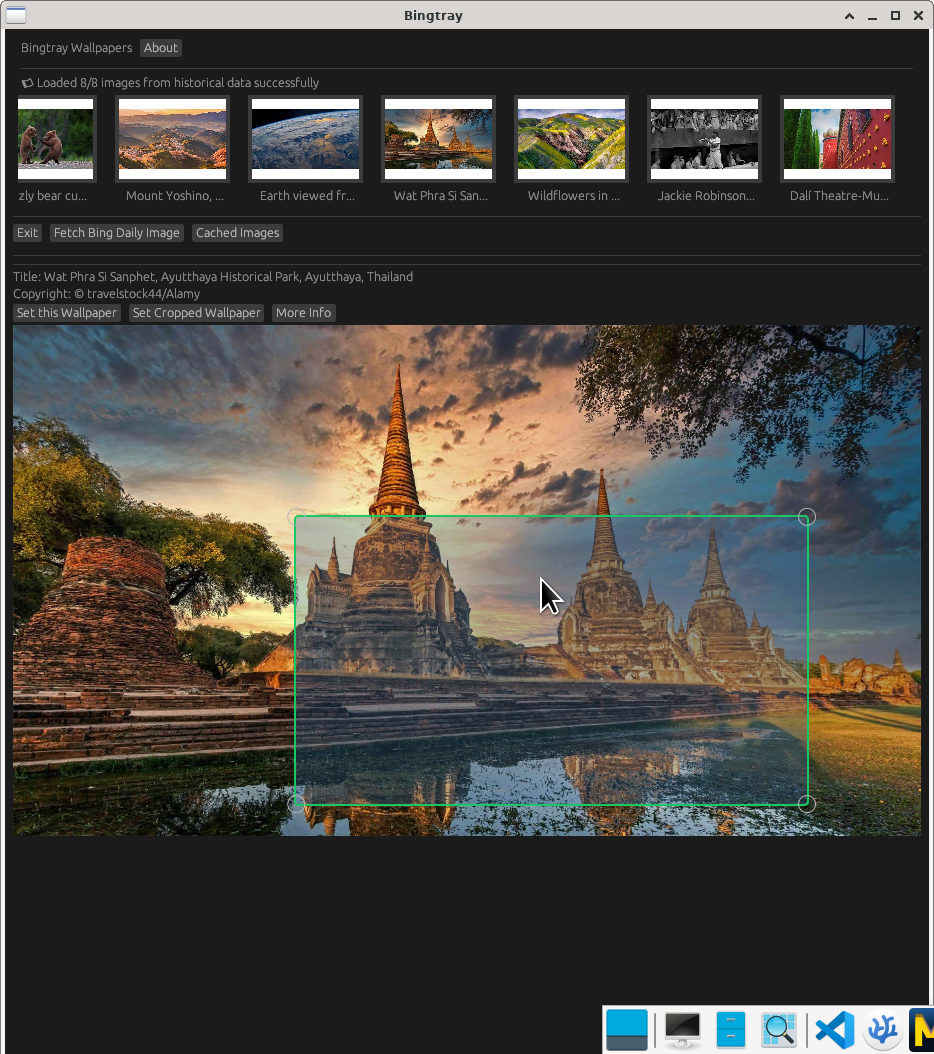 Bingtray
Bingtray Wallpapers About
Loaded 8/8 images from historical data successfully
zly bear cu... Mount Yoshino, ... Earth viewed fr... Wat Phra Si San... Wildflowers in ... Jackie Robinson... Dalí Theatre-Mu...
Exit Fetch Bing Daily Image Cached Images
Title: Wat Phra Si Sanphet, Ayutthaya Historical Park, Ayutthaya, Thailand
Copyright: © travelstock44/Alamy
Set this Wallpaper Set Cropped Wallpaper More Info